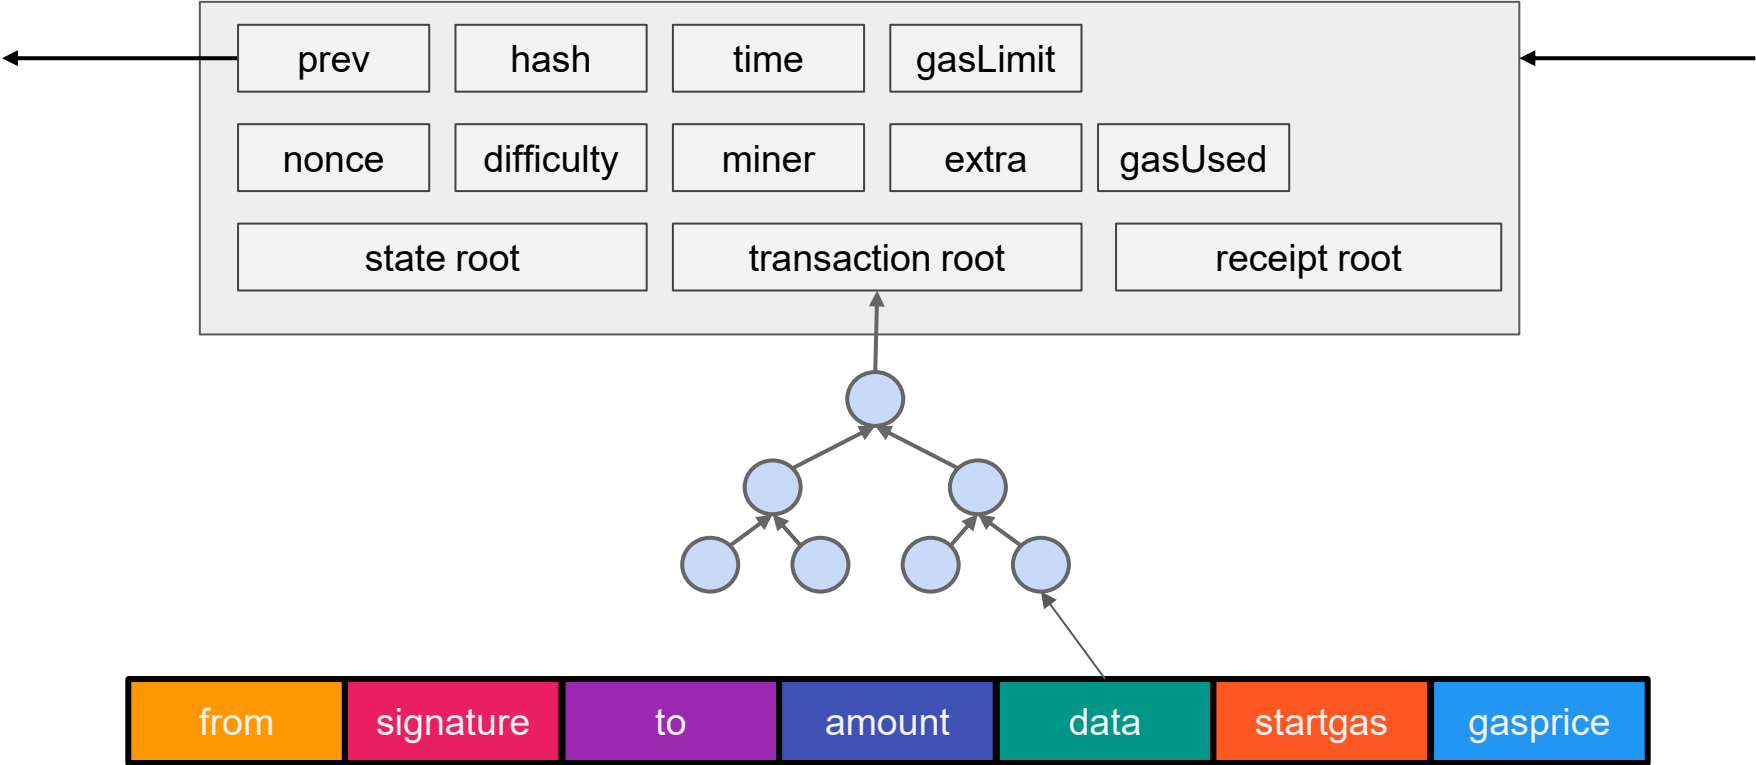 prev hash time gasLimit
nonce difficulty miner extra gasUsed
state root transaction root receipt root
from signature to amount data startgas gasprice